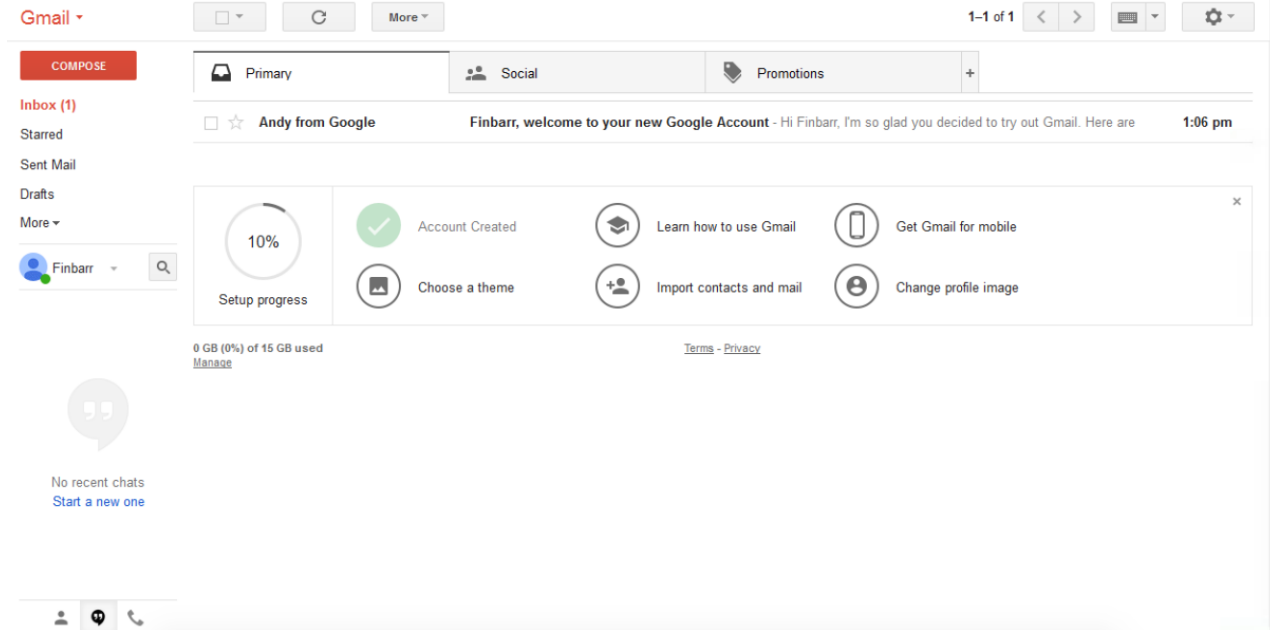 Gmail
More
1–1 of 1
COMPOSE
Primary
Social
Promotions
+
Inbox (1)
Starred
Sent Mail
Drafts
More
Andy from Google
Finbarr, welcome to your new Google Account - Hi Finbarr, I'm so glad you decided to try out Gmail. Here are
1:06 pm
Finbarr
10%
Setup progress
Account Created
Learn how to use Gmail
Get Gmail for mobile
Choose a theme
Import contacts and mail
Change profile image
0 GB (0%) of 15 GB used
Manage
Terms - Privacy
No recent chats
Start a new one